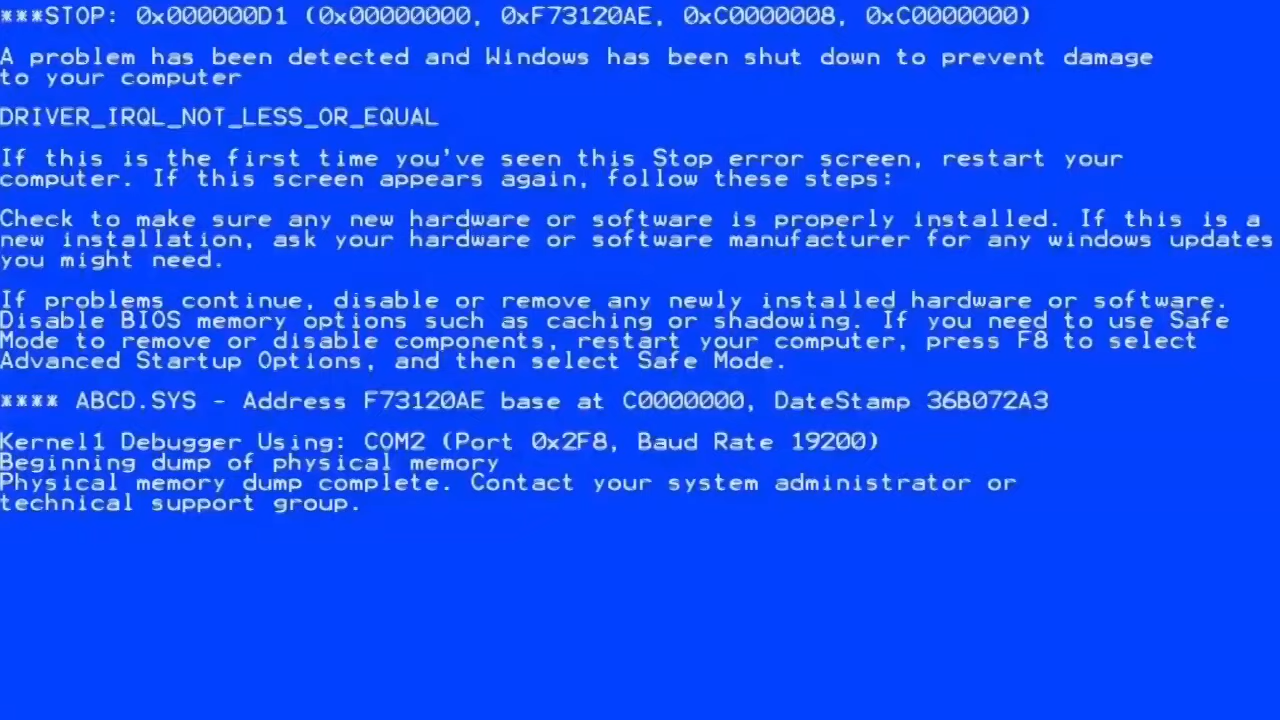 ***STOP: 0x000000D1 (0x00000000, 0xF73120AE, 0xC0000008, 0xC0000000)
A problem has been detected and Windows has been shut down to prevent damage
to your computer
DRIVER_IRQL_NOT_LESS_OR_EQUAL
If this is the first time you've seen this Stop error screen, restart your
computer. If this screen appears again, follow these steps:
Check to make sure any new hardware or software is properly installed. If this is a
new installation, ask your hardware or software manufacturer for any windows updates
you might need.
If problems continue, disable or remove any newly installed hardware or software.
Disable BIOS memory options such as caching or shadowing. If you need to use Safe
Mode to remove or disable components, restart your computer, press F8 to select
Advanced Startup Options, and then select Safe Mode.
**** ABCD.SYS - Address F73120AE base at C0000000, DateStamp 36B072A3
Kernel1 Debugger Using: COM2 (Port 0x2F8, Baud Rate 19200)
Beginning dump of physical memory
Physical memory dump complete. Contact your system administrator or
technical support group.